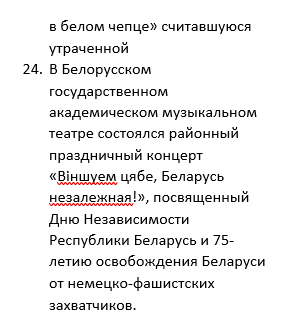 в белом чепце» считавшуюся
утраченной
24. В Белорусском
государственном
академическом музыкальном
театре состоялся районный
праздничный концерт
«Віншуем цябе, Беларусь
незалежная!», посвященный
Дню Независимости
Республики Беларусь и 75-
летию освобождения Беларуси
от немецко-фашистских
захватчиков.